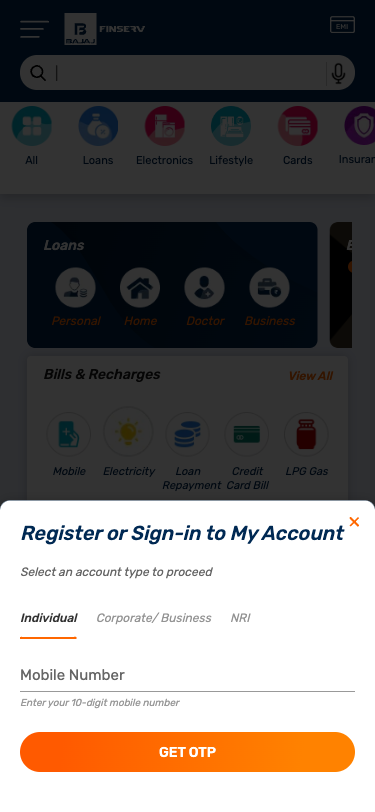 BAJAJ
FINSERV
EMI
All
Loans
Electronics
Lifestyle
Cards
Loans
Personal
Home
Doctor
Business
Bills & Recharges
View All
Mobile
Electricity
Loan
Repayment
Credit
Card Bill
LPG Gas
Register or Sign-in to My Account
Select an account type to proceed
Individual
Corporate/ Business
NRI
Mobile Number
Enter your 10-digit mobile number
GET OTP